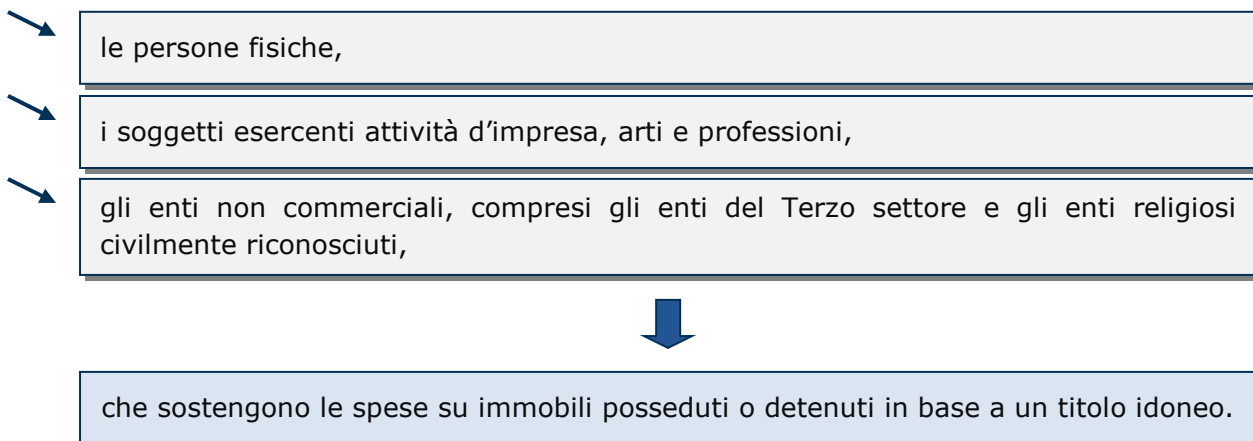 le persone fisiche,
i soggetti esercenti attività d’impresa, arti e professioni,
gli enti non commerciali, compresi gli enti del Terzo settore e gli enti religiosi
civilmente riconosciuti,
che sostengono le spese su immobili posseduti o detenuti in base a un titolo idoneo.